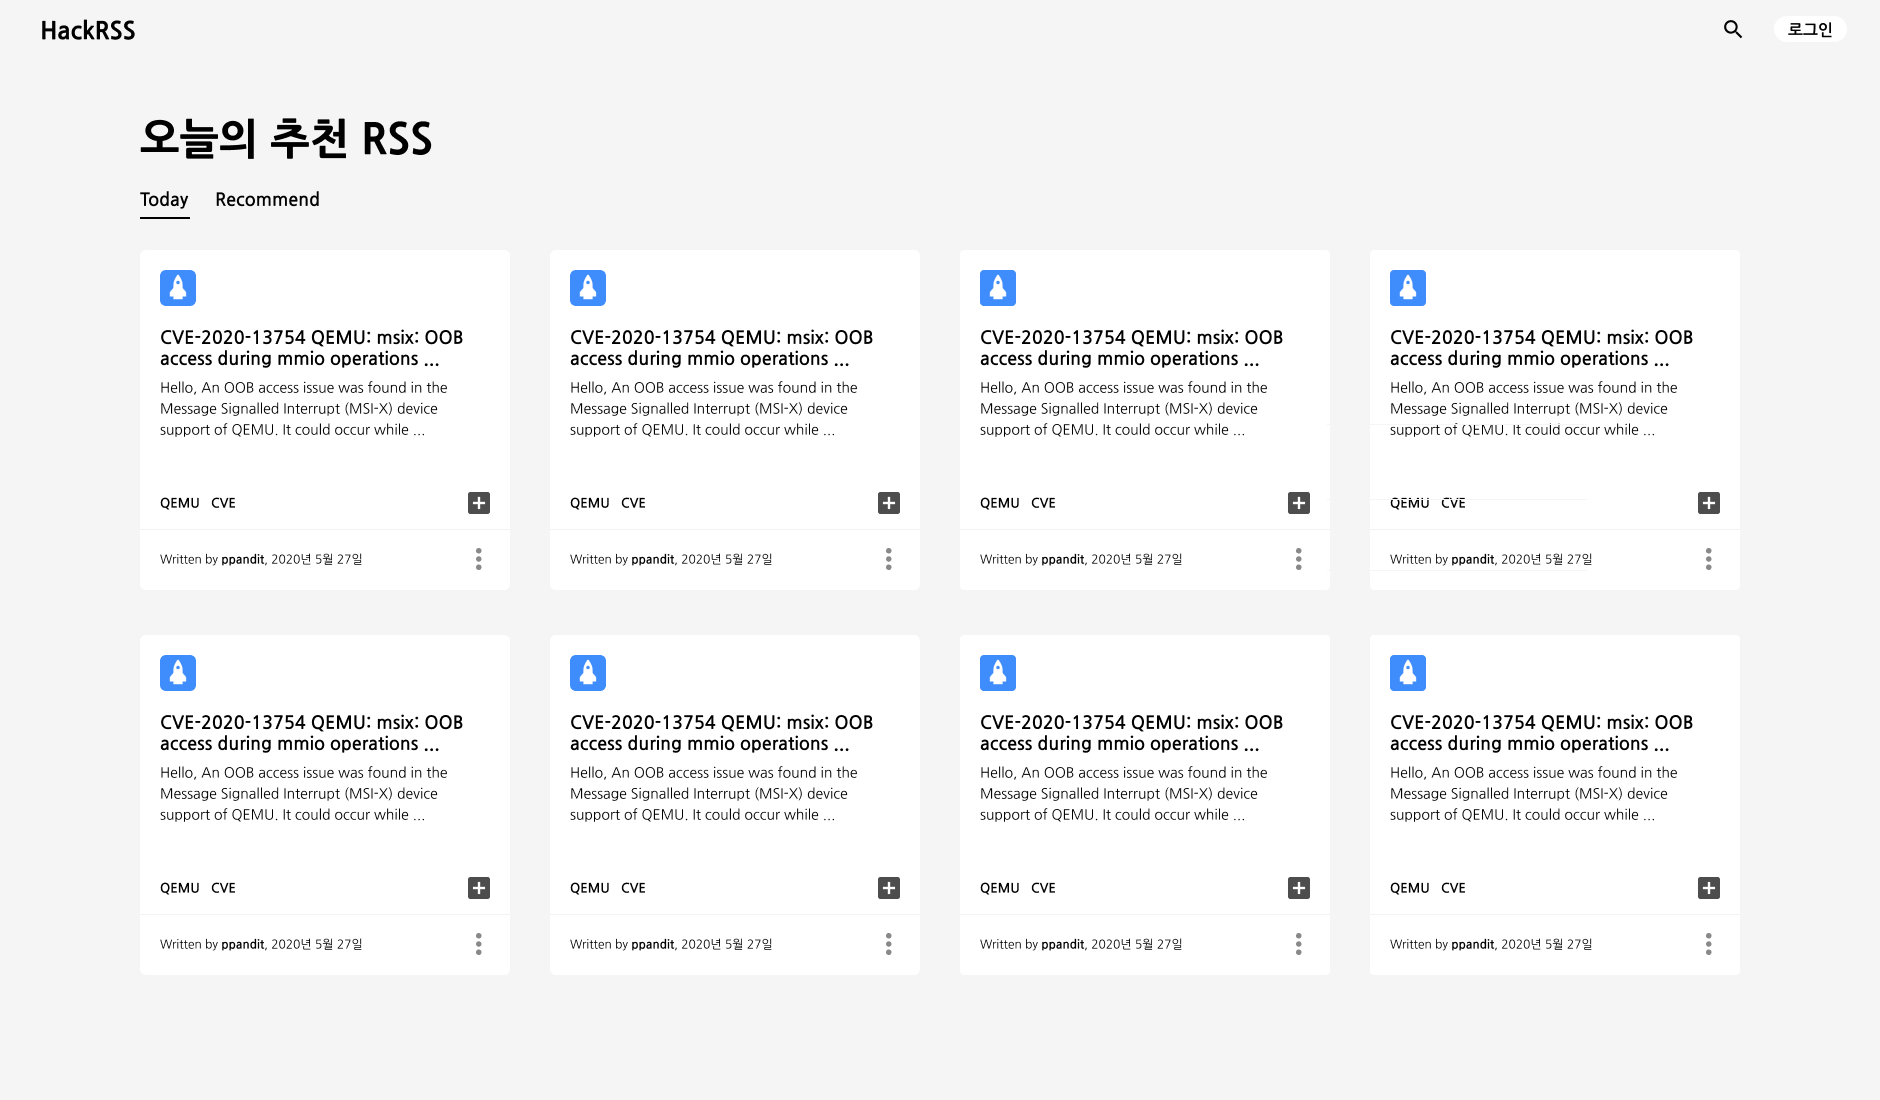 HackRSS
로그인
오늘의 추천 RSS
Today Recommend
CVE-2020-13754 QEMU: msix: OOB
access during mmio operations ...
Hello, An OOB access issue was found in the
Message Signalled Interrupt (MSI-X) device
support of QEMU. It could occur while ...
QEMU CVE
Written by ppandit, 2020년 5월 27일
CVE-2020-13754 QEMU: msix: OOB
access during mmio operations ...
Hello, An OOB access issue was found in the
Message Signalled Interrupt (MSI-X) device
support of QEMU. It could occur while ...
QEMU CVE
Written by ppandit, 2020년 5월 27일
CVE-2020-13754 QEMU: msix: OOB
access during mmio operations ...
Hello, An OOB access issue was found in the
Message Signalled Interrupt (MSI-X) device
support of QEMU. It could occur while ...
QEMU CVE
Written by ppandit, 2020년 5월 27일
CVE-2020-13754 QEMU: msix: OOB
access during mmio operations ...
Hello, An OOB access issue was found in the
Message Signalled Interrupt (MSI-X) device
support of QEMU. It could occur while ...
QEMU CVE
Written by ppandit, 2020년 5월 27일
CVE-2020-13754 QEMU: msix: OOB
access during mmio operations ...
Hello, An OOB access issue was found in the
Message Signalled Interrupt (MSI-X) device
support of QEMU. It could occur while ...
QEMU CVE
Written by ppandit, 2020년 5월 27일
CVE-2020-13754 QEMU: msix: OOB
access during mmio operations ...
Hello, An OOB access issue was found in the
Message Signalled Interrupt (MSI-X) device
support of QEMU. It could occur while ...
QEMU CVE
Written by ppandit, 2020년 5월 27일
CVE-2020-13754 QEMU: msix: OOB
access during mmio operations ...
Hello, An OOB access issue was found in the
Message Signalled Interrupt (MSI-X) device
support of QEMU. It could occur while ...
QEMU CVE
Written by ppandit, 2020년 5월 27일
CVE-2020-13754 QEMU: msix: OOB
access during mmio operations ...
Hello, An OOB access issue was found in the
Message Signalled Interrupt (MSI-X) device
support of QEMU. It could occur while ...
QEMU CVE
Written by ppandit, 2020년 5월 27일